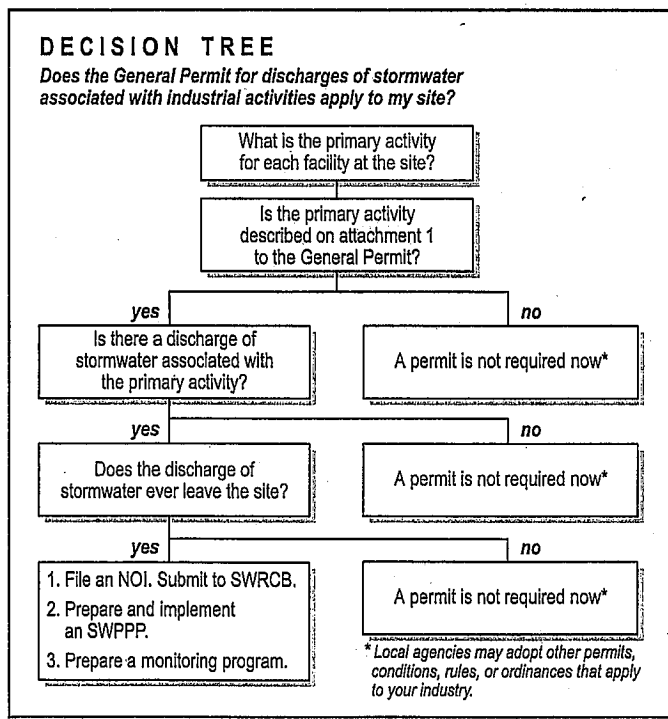 DECISION TREE
Does the General Permit for discharges of stormwater
associated with industrial activities apply to my site?
What is the primary activity
for each facility at the site?
Is the primary activity
described on attachment 1
to the General Permit?
yes
no
Is there a discharge of
stormwater associated with
the primary activity?
A permit is not required now*
yes
no
Does the discharge of
stormwater ever leave the site?
A permit is not required now*
yes
no
1. File an NOI. Submit to SWRCB.
2. Prepare and implement
an SWPPP.
3. Prepare a monitoring program.
A permit is not required now*
* Local agencies may adopt other permits,
conditions, rules, or ordinances that apply
to your industry.